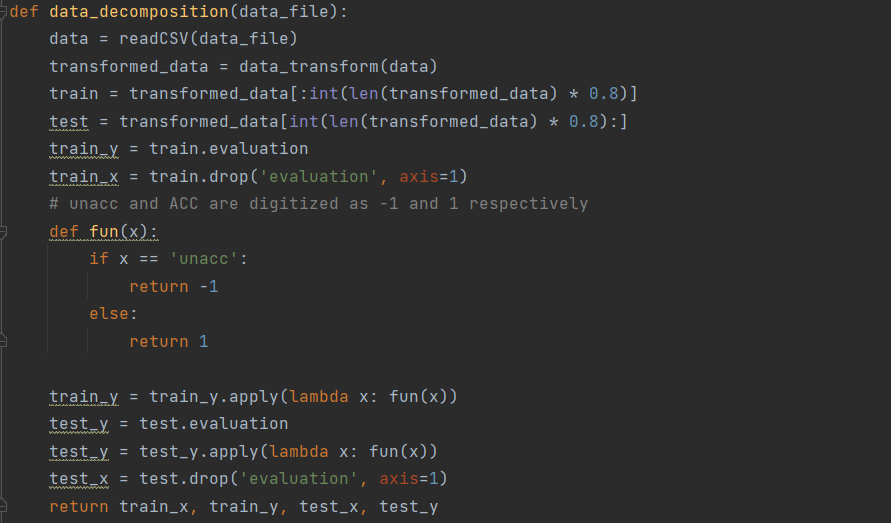 def data_decomposition(data_file):
    data = readCSV(data_file)
    transformed_data = data_transform(data)
    train = transformed_data[:int(len(transformed_data) * 0.8)]
    test = transformed_data[int(len(transformed_data) * 0.8):]
    train_y = train.evaluation
    train_x = train.drop('evaluation', axis=1)
    # unacc and ACC are digitized as -1 and 1 respectively
    def fun(x):
        if x == 'unacc':
            return -1
        else:
            return 1

    train_y = train_y.apply(lambda x: fun(x))
    test_y = test.evaluation
    test_y = test_y.apply(lambda x: fun(x))
    test_x = test.drop('evaluation', axis=1)
    return train_x, train_y, test_x, test_y